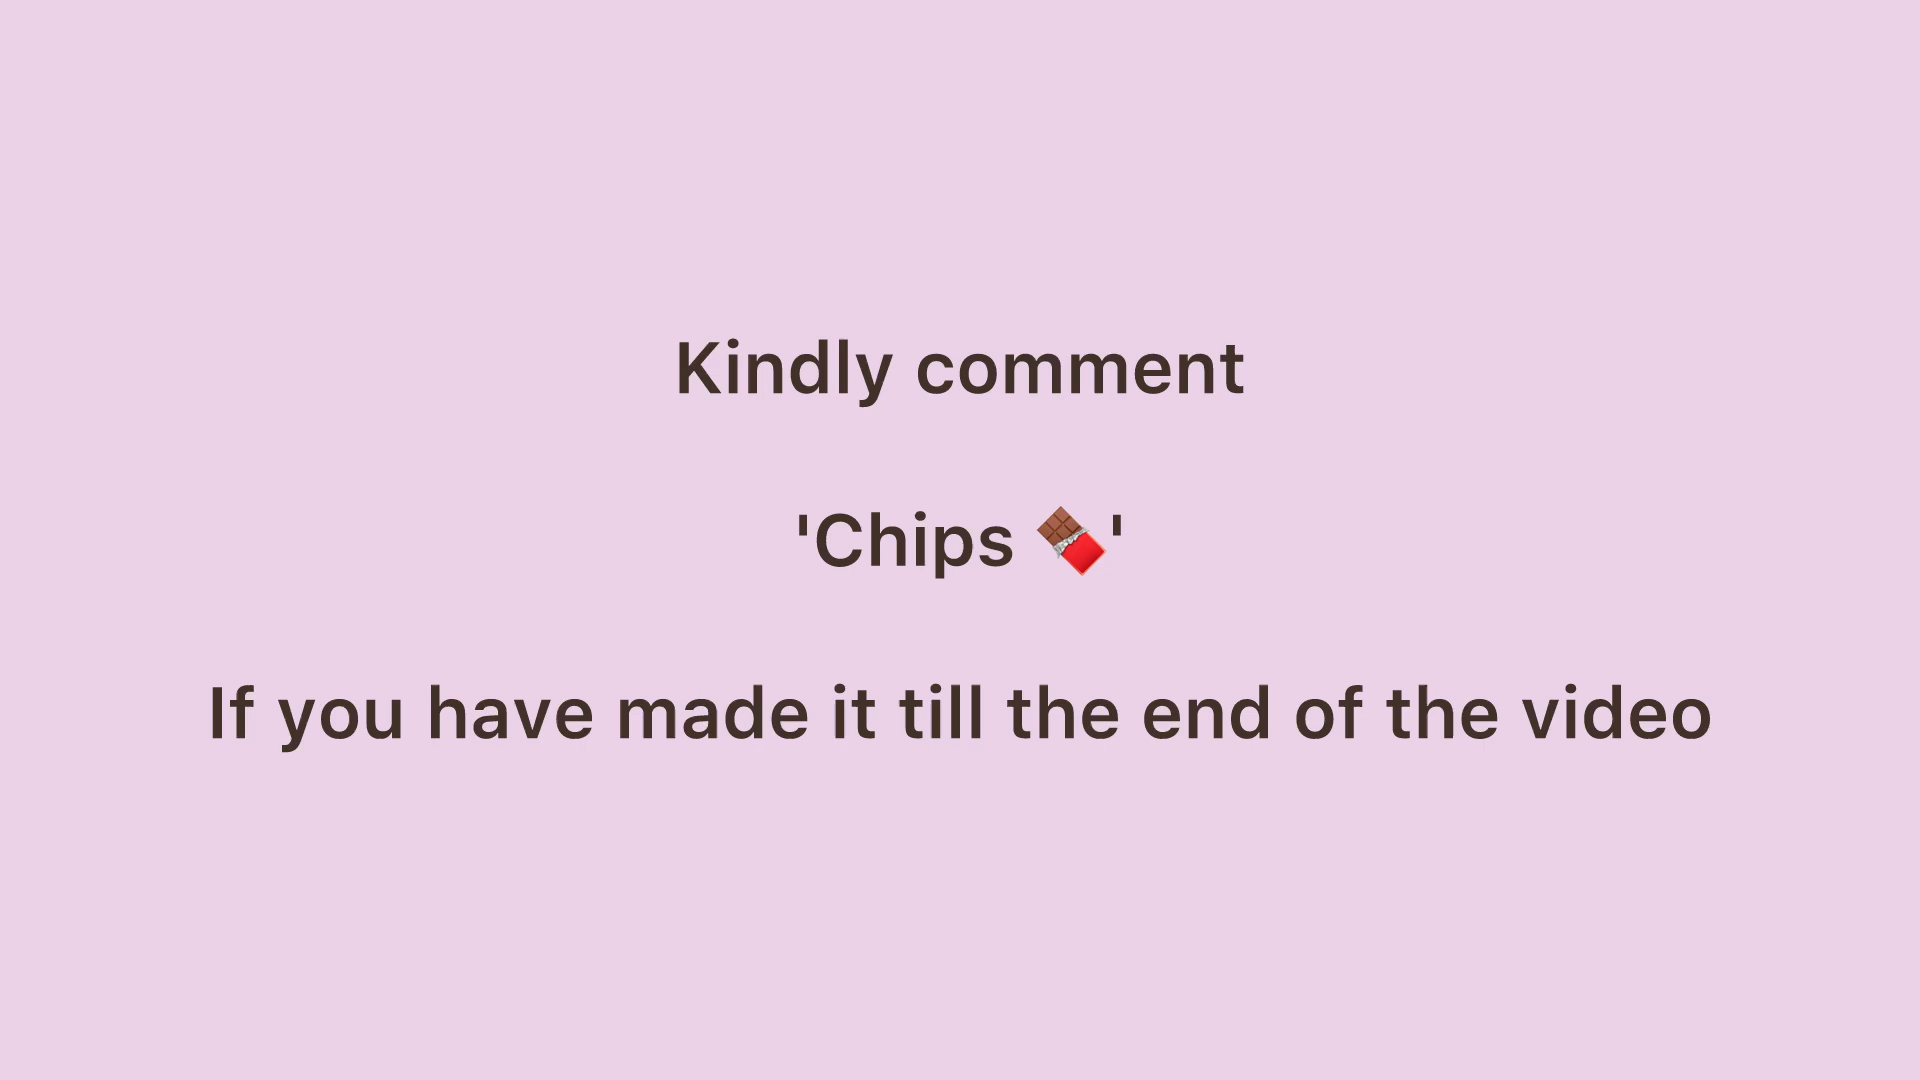 Kindly comment
'Chips 🍫'
If you have made it till the end of the video